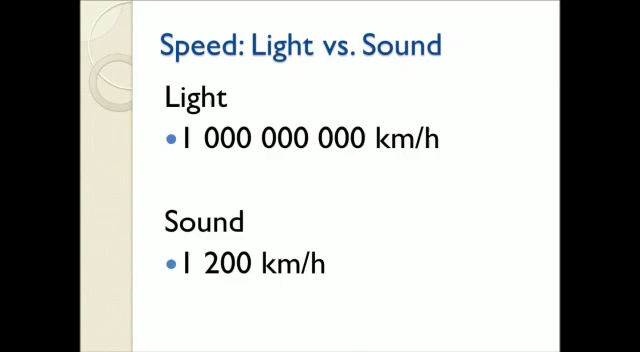 Speed: Light vs. Sound
Light
•1 000 000 000 km/h
Sound
•1 200 km/h